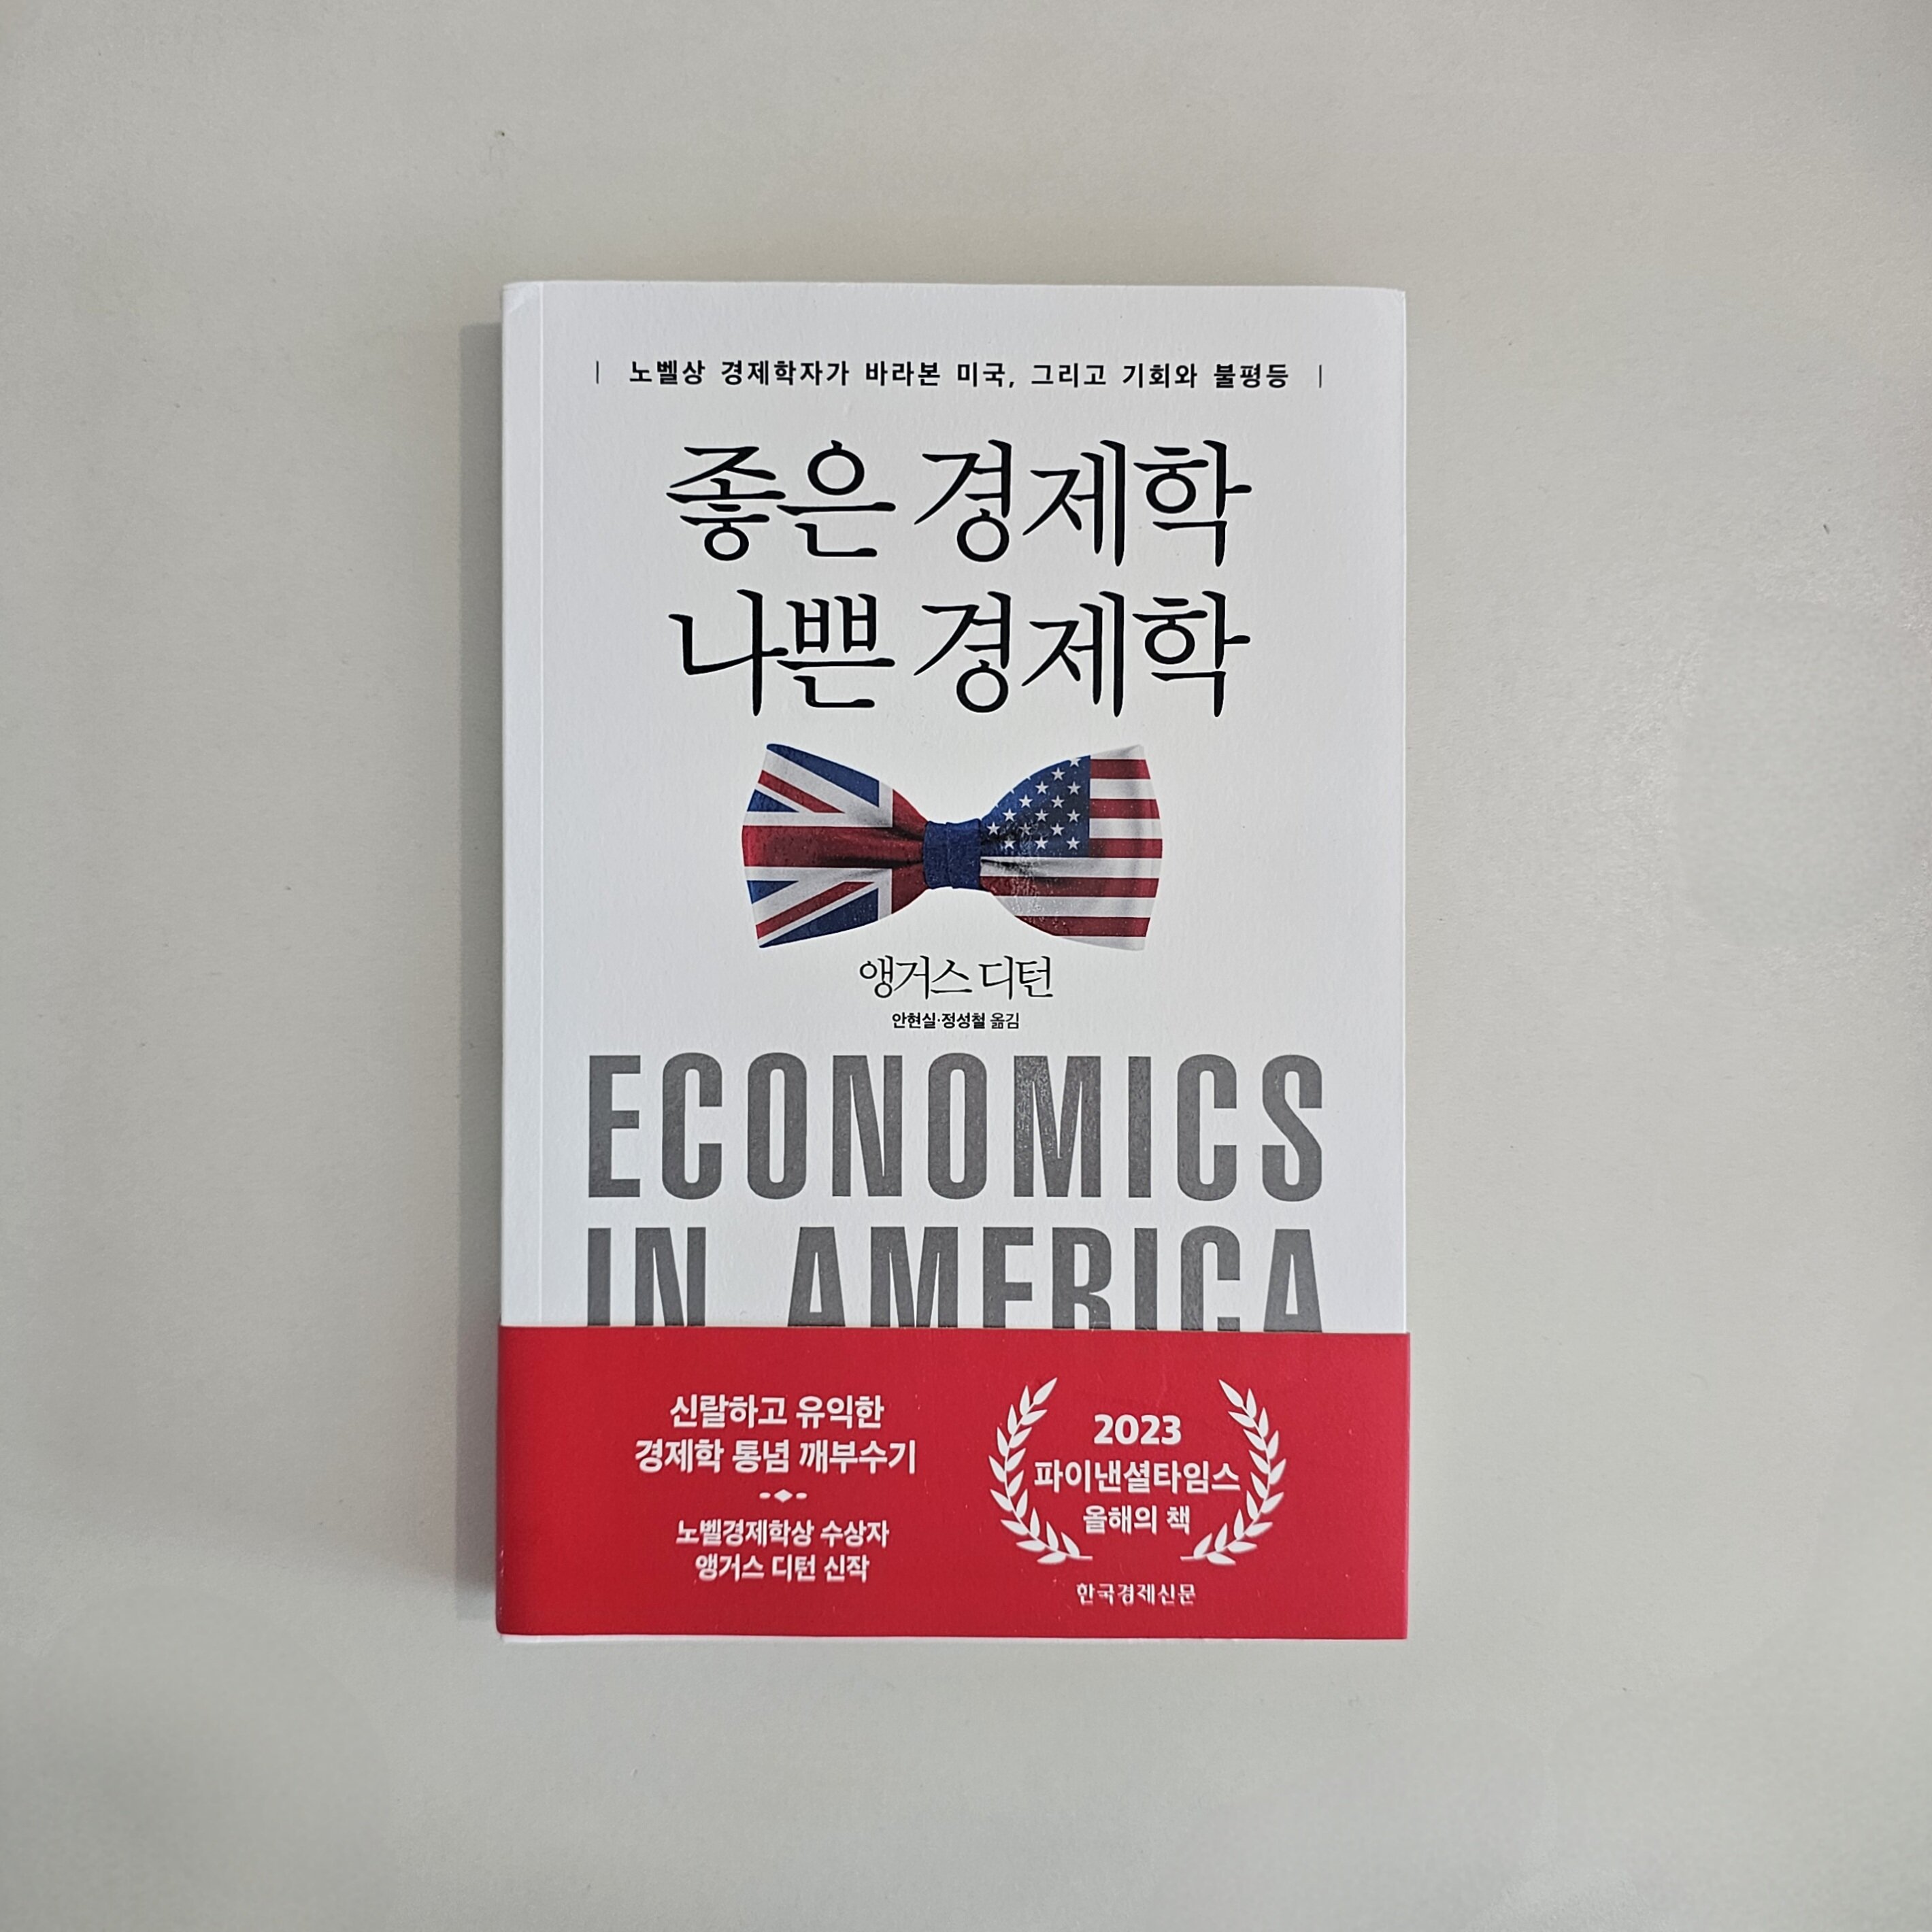 | 노벨상 경제학자가 바라본 미국, 그리고 기회와 불평등 |
좋은 경제학
나쁜 경제학
앵거스 디턴
안현실·정성철 옮김
ECONOMICS
IN AMERICA
신랄하고 유익한
경제학 통념 깨부수기
노벨경제학상 수상자
앵거스 디턴 신작
2023
파이낸셜타임스
올해의 책
한국경제신문